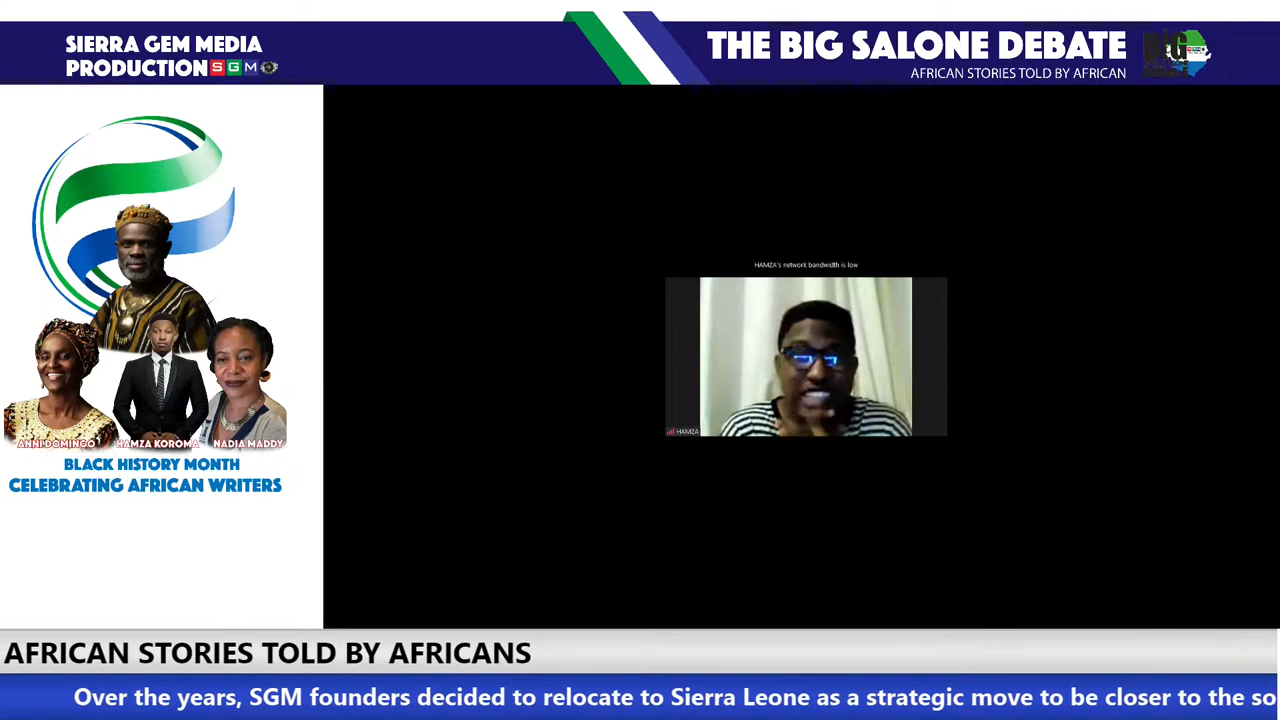 SIERRA GEM MEDIA
PRODUCTION SGM
THE BIG SALONE DEBATE
AFRICAN STORIES TOLD BY AFRICAN
BIG
HAMZA's network bandwidth is low
HAMZA
ANNI DOMINGO
HAMZA KOROMA
NADIA MADDY
BLACK HISTORY MONTH
CELEBRATING AFRICAN WRITERS
AFRICAN STORIES TOLD BY AFRICANS
Over the years, SGM founders decided to relocate to Sierra Leone as a strategic move to be closer to the so